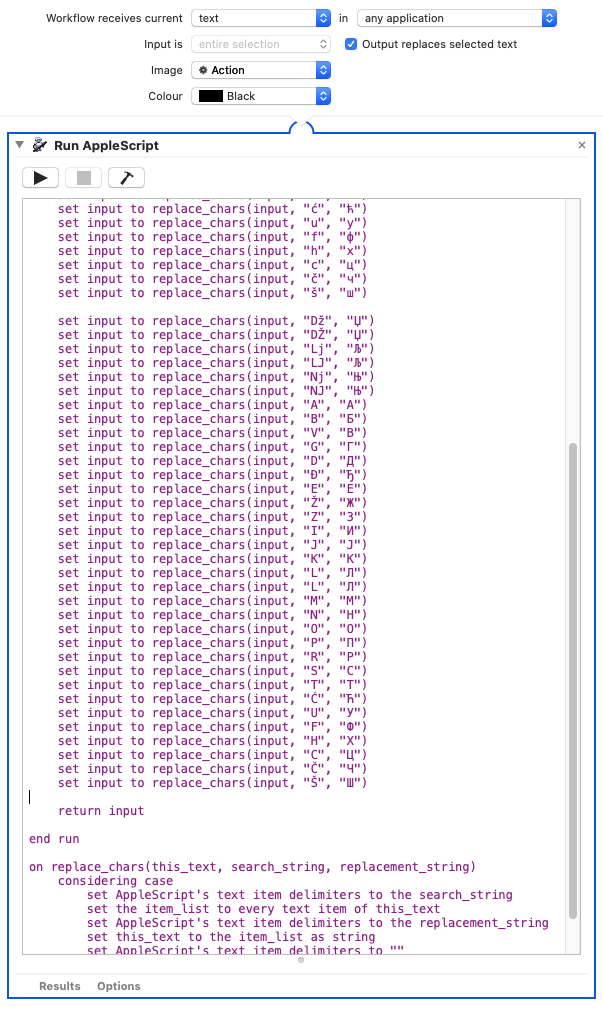 Workflow receives current text in any application
Input is entire selection Output replaces selected text
Image Action
Colour Black
Run AppleScript
set input to replace_chars(input, "ć", "ћ")
set input to replace_chars(input, "u", "у")
set input to replace_chars(input, "f", "ф")
set input to replace_chars(input, "h", "х")
set input to replace_chars(input, "c", "ц")
set input to replace_chars(input, "č", "ч")
set input to replace_chars(input, "š", "ш")
set input to replace_chars(input, "Dž", "Џ")
set input to replace_chars(input, "DŽ", "Џ")
set input to replace_chars(input, "Lj", "Љ")
set input to replace_chars(input, "LJ", "Љ")
set input to replace_chars(input, "Nj", "Њ")
set input to replace_chars(input, "NJ", "Њ")
set input to replace_chars(input, "A", "А")
set input to replace_chars(input, "B", "Б")
set input to replace_chars(input, "V", "В")
set input to replace_chars(input, "G", "Г")
set input to replace_chars(input, "D", "Д")
set input to replace_chars(input, "Đ", "Ђ")
set input to replace_chars(input, "E", "Е")
set input to replace_chars(input, "Ž", "Ж")
set input to replace_chars(input, "Z", "З")
set input to replace_chars(input, "I", "И")
set input to replace_chars(input, "J", "Ј")
set input to replace_chars(input, "K", "К")
set input to replace_chars(input, "L", "Л")
set input to replace_chars(input, "L", "Л")
set input to replace_chars(input, "M", "М")
set input to replace_chars(input, "N", "Н")
set input to replace_chars(input, "O", "О")
set input to replace_chars(input, "P", "П")
set input to replace_chars(input, "R", "Р")
set input to replace_chars(input, "S", "С")
set input to replace_chars(input, "T", "Т")
set input to replace_chars(input, "Ć", "Ћ")
set input to replace_chars(input, "U", "У")
set input to replace_chars(input, "F", "Ф")
set input to replace_chars(input, "H", "Х")
set input to replace_chars(input, "C", "Ц")
set input to replace_chars(input, "Č", "Ч")
set input to replace_chars(input, "Š", "Ш")
return input
end run
on replace_chars(this_text, search_string, replacement_string)
considering case
set AppleScript's text item delimiters to the search_string
set the item_list to every text item of this_text
set AppleScript's text item delimiters to the replacement_string
set this_text to the item_list as string
set AppleScript's text item delimiters to ""
Results Options